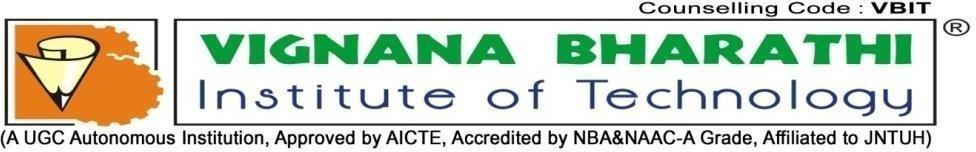 Counselling Code : VBIT
VIGNANA BHARATHI ®
Institute of Technology
(A UGC Autonomous Institution, Approved by AICTE, Accredited by NBA&NAAC-A Grade, Affiliated to JNTUH)